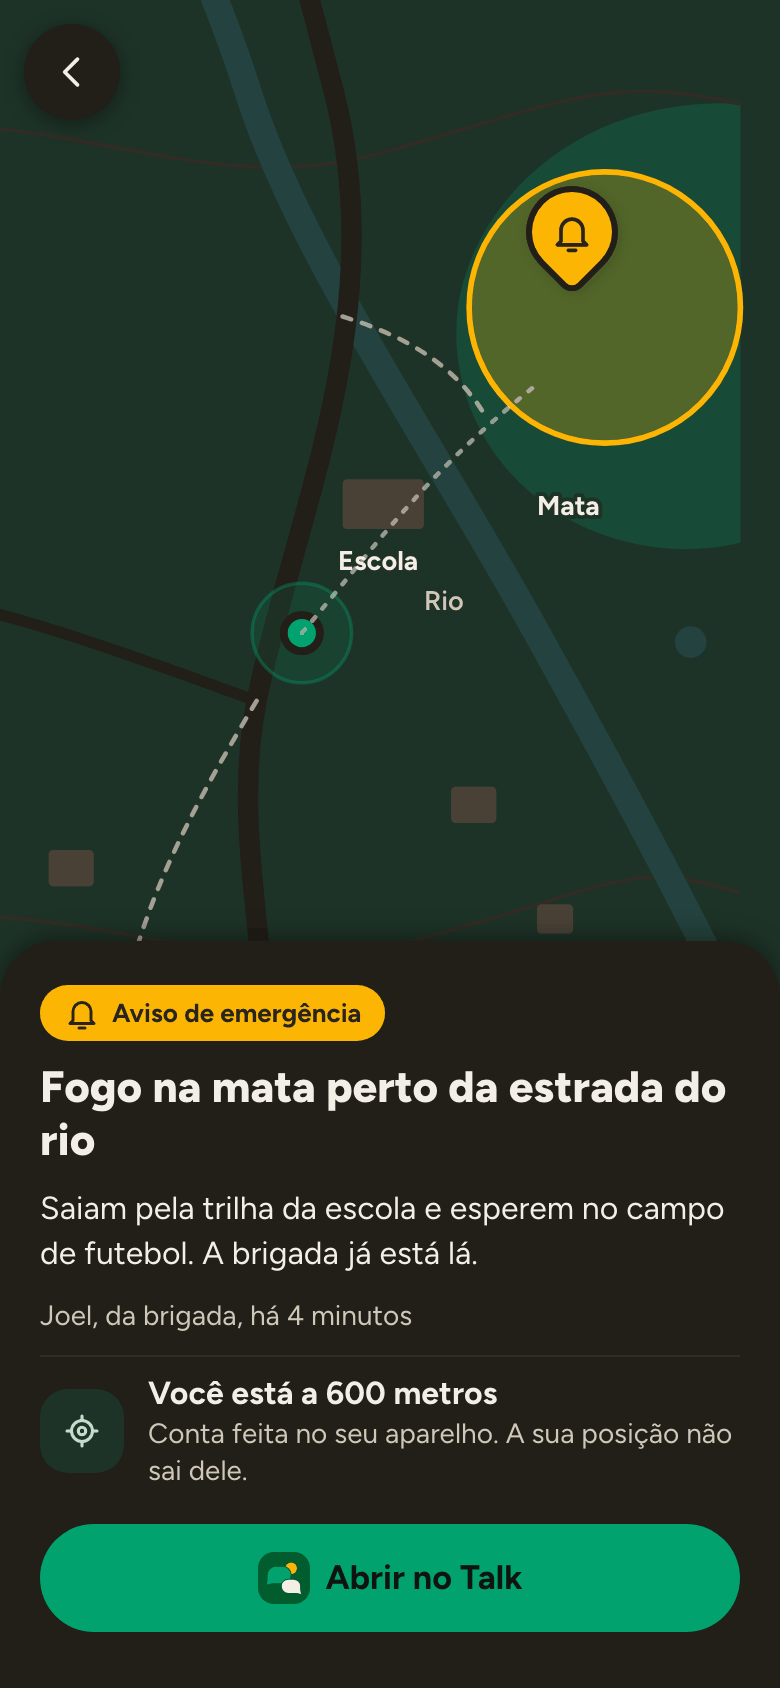 Mata
Escola
Rio
Aviso de emergência
Fogo na mata perto da estrada do
rio
Saiam pela trilha da escola e esperem no campo
de futebol. A brigada já está lá.
Joel, da brigada, há 4 minutos
Você está a 600 metros
Conta feita no seu aparelho. A sua posição não
sai dele.
Abrir no Talk